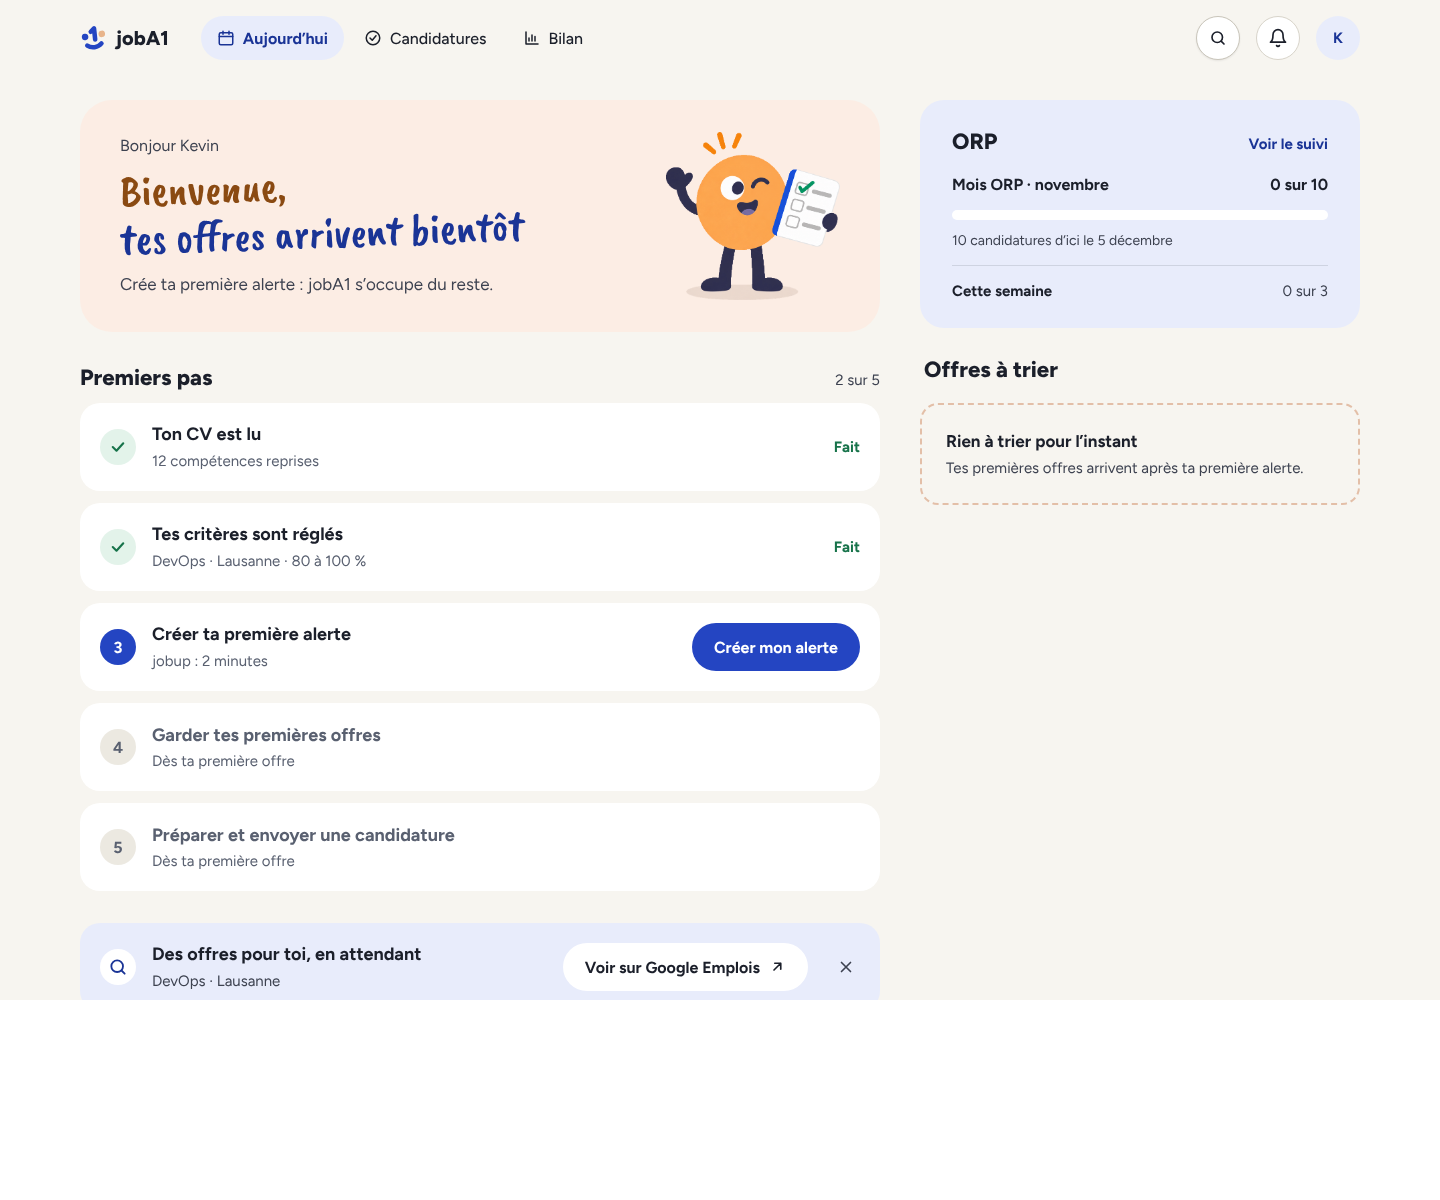 jobA1
Aujourd’hui
Candidatures
Bilan
K
Bonjour Kevin
Bienvenue,
tes offres arrivent bientôt
Crée ta première alerte : jobA1 s’occupe du reste.
ORP
Voir le suivi
Mois ORP · novembre
0 sur 10
10 candidatures d’ici le 5 décembre
Cette semaine
0 sur 3
Premiers pas
2 sur 5
Ton CV est lu
12 compétences reprises
Fait
Tes critères sont réglés
DevOps · Lausanne · 80 à 100 %
Fait
3
Créer ta première alerte
jobup : 2 minutes
Créer mon alerte
4
Garder tes premières offres
Dès ta première offre
5
Préparer et envoyer une candidature
Dès ta première offre
Des offres pour toi, en attendant
DevOps · Lausanne
Voir sur Google Emplois
Offres à trier
Rien à trier pour l’instant
Tes premières offres arrivent après ta première alerte.